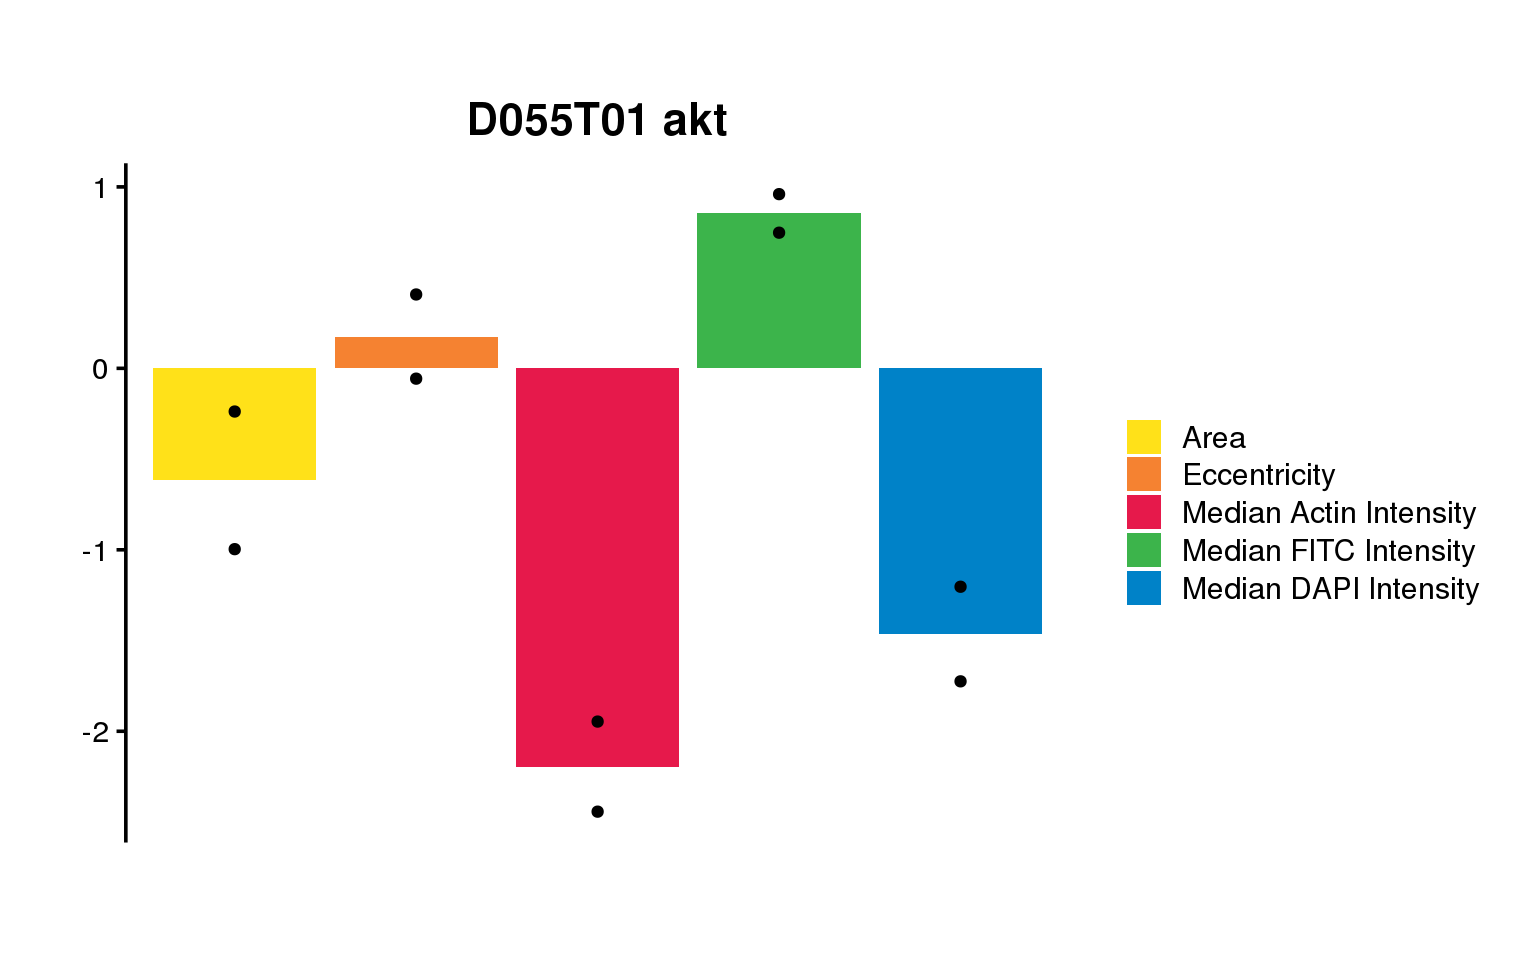 D055T01 akt
1
0
-1
-2
Area
Eccentricity
Median Actin Intensity
Median FITC Intensity
Median DAPI Intensity